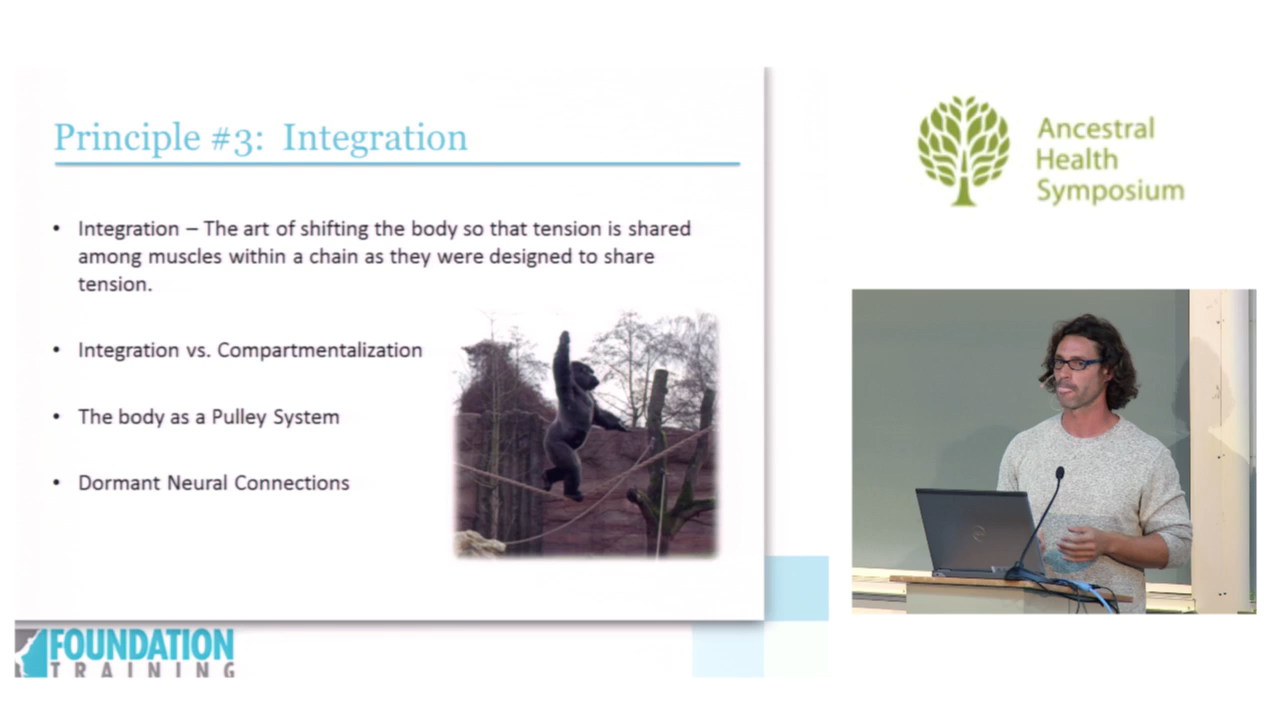 Principle #3: Integration
• Integration – The art of shifting the body so that tension is shared
among muscles within a chain as they were designed to share
tension.
• Integration vs. Compartmentalization
• The body as a Pulley System
• Dormant Neural Connections
FOUNDATION
TRAINING
Ancestral
Health
Symposium